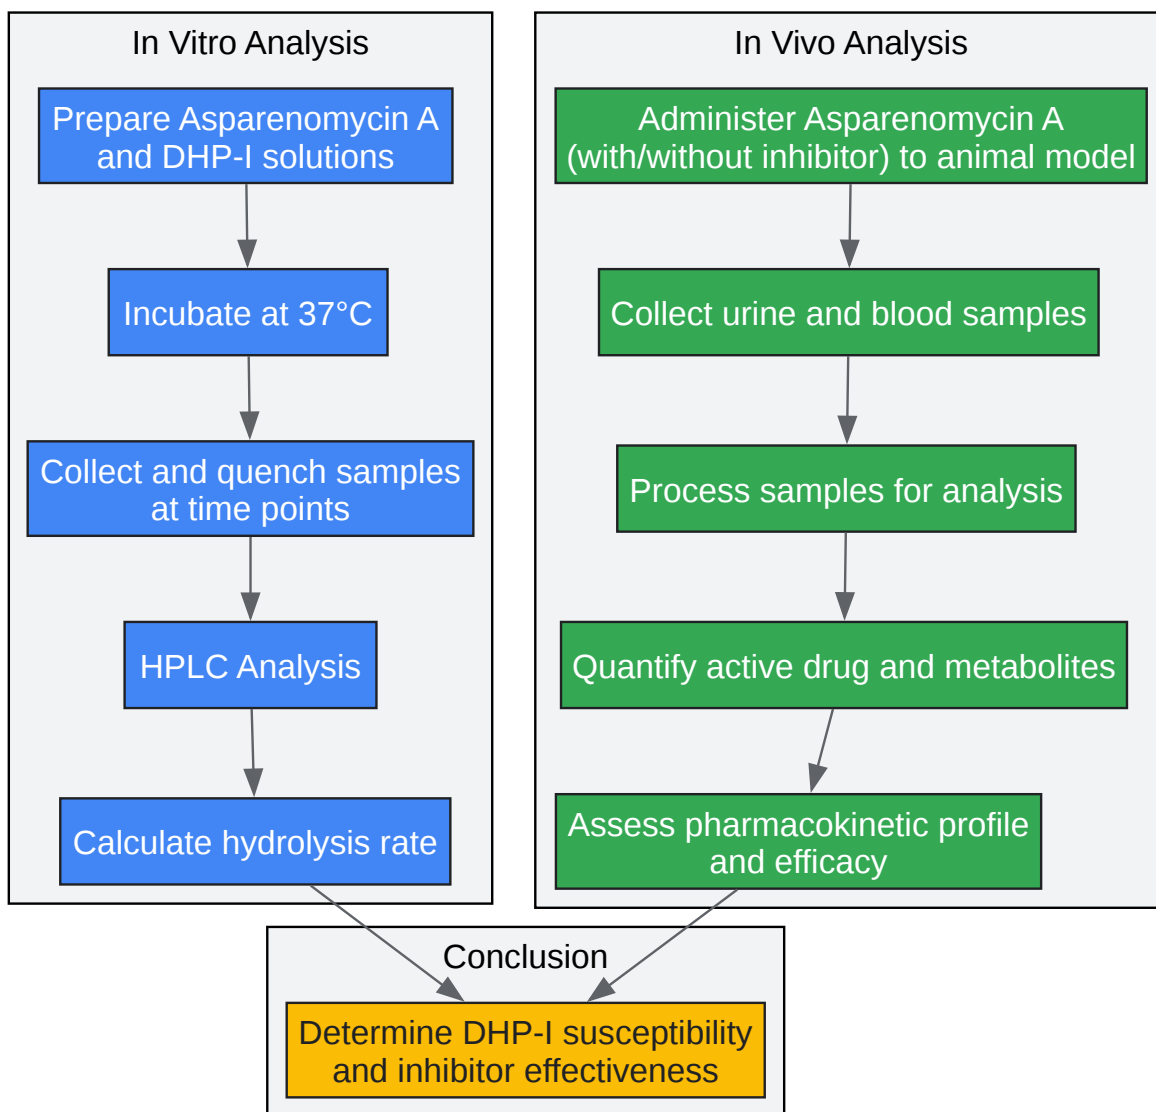 In Vitro Analysis
Prepare Asparenomycin A
and DHP-I solutions
Incubate at 37°C
Collect and quench samples
at time points
HPLC Analysis
Calculate hydrolysis rate
In Vivo Analysis
Administer Asparenomycin A
(with/without inhibitor) to animal model
Collect urine and blood samples
Process samples for analysis
Quantify active drug and metabolites
Assess pharmacokinetic profile
and efficacy
Conclusion
Determine DHP-I susceptibility
and inhibitor effectiveness